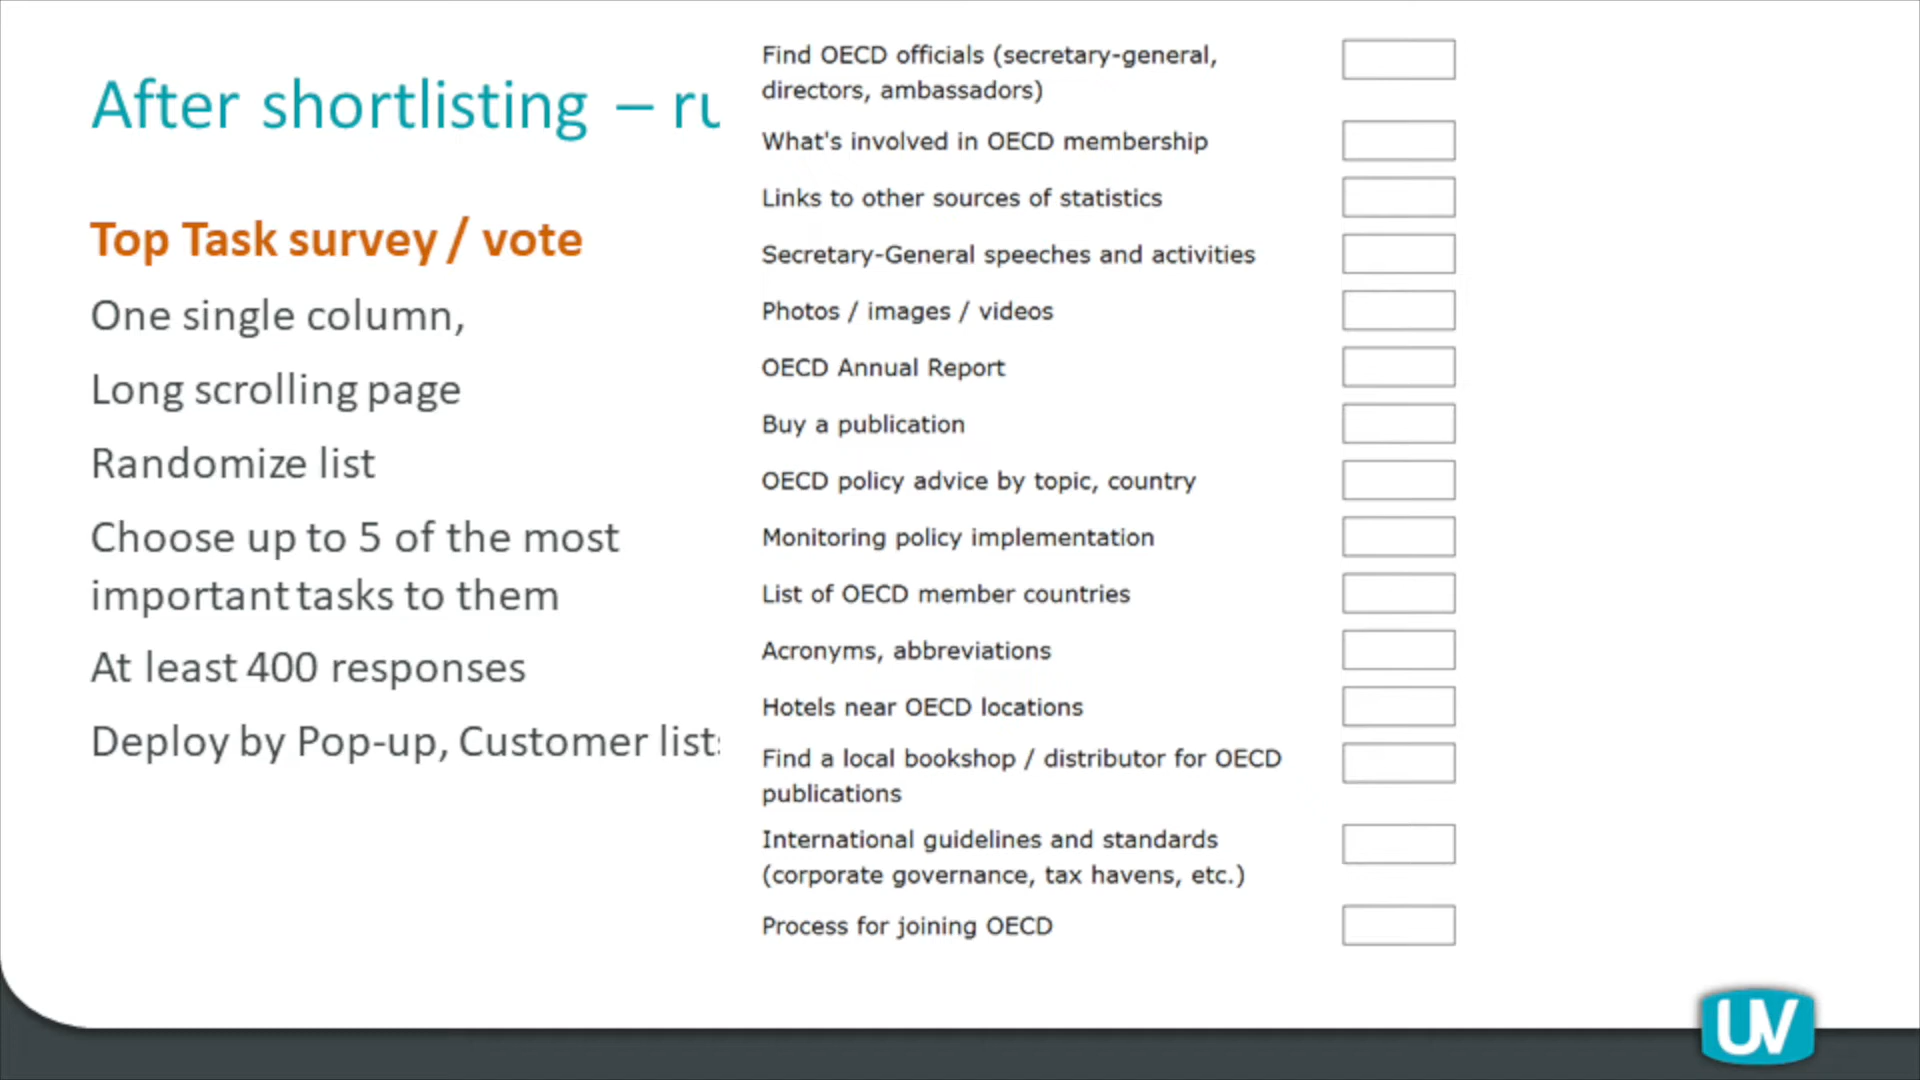 After shortlisting – ru
Top Task survey / vote
One single column,
Long scrolling page
Randomize list
Choose up to 5 of the most
important tasks to them
At least 400 responses
Deploy by Pop-up, Customer lists
Find OECD officials (secretary-general,
directors, ambassadors)
What's involved in OECD membership
Links to other sources of statistics
Secretary-General speeches and activities
Photos / images / videos
OECD Annual Report
Buy a publication
OECD policy advice by topic, country
Monitoring policy implementation
List of OECD member countries
Acronyms, abbreviations
Hotels near OECD locations
Find a local bookshop / distributor for OECD
publications
International guidelines and standards
(corporate governance, tax havens, etc.)
Process for joining OECD
UV